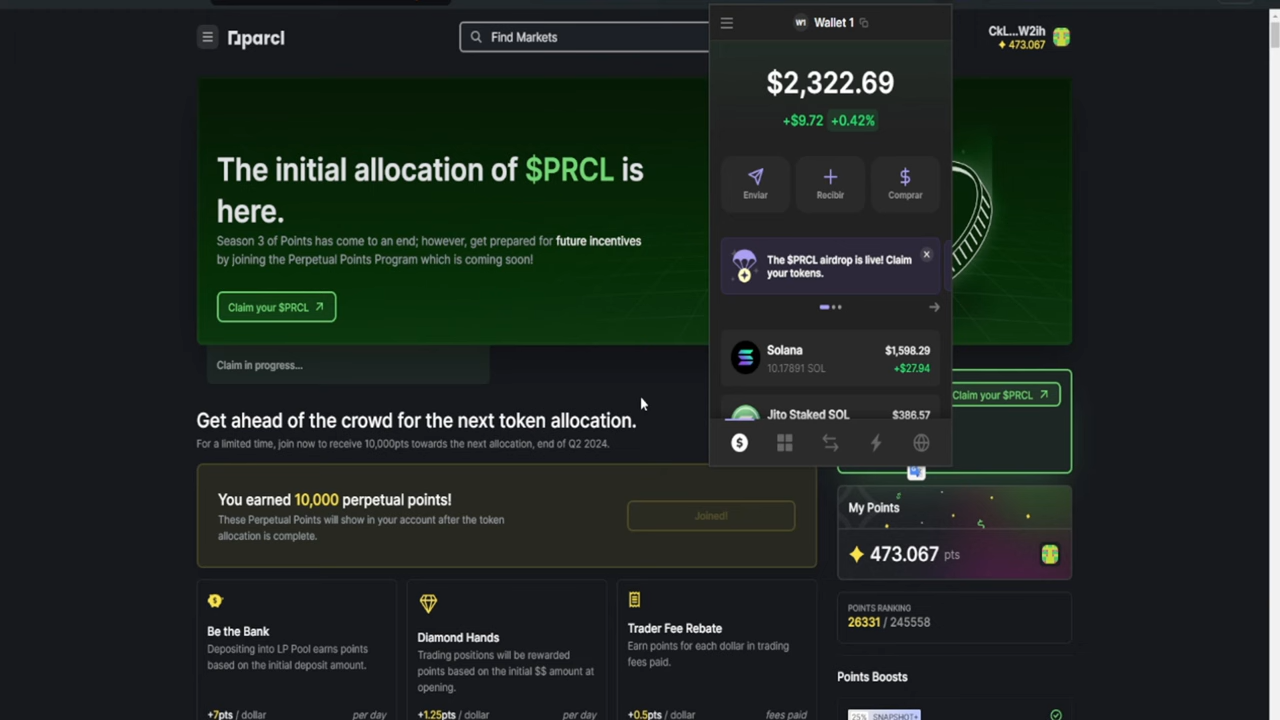 parcl
Find Markets
CkL...W2ih
473.067
The initial allocation of $PRCL is
here.
Season 3 of Points has come to an end; however, get prepared for future incentives
by joining the Perpetual Points Program which is coming soon!
Claim your $PRCL
Claim in progress...
Get ahead of the crowd for the next token allocation.
For a limited time, join now to receive 10,000pts towards the next allocation, end of Q2 2024.
You earned 10,000 perpetual points!
These Perpetual Points will show in your account after the token
allocation is complete.
Joined!
Be the Bank
Depositing into LP Pool earns points
based on the initial deposit amount.
+7pts / dollar per day
Diamond Hands
Trading positions will be rewarded
points based on the initial $$ amount at
opening.
+1.25pts / dollar per day
Trader Fee Rebate
Earn points for each dollar in trading
fees paid.
+0.5pts / dollar fees paid
W1 Wallet 1
$2,322.69
+$9.72 +0.42%
Enviar
Recibir
Comprar
The $PRCL airdrop is live! Claim
your tokens.
Solana $1,598.29
10.17891 SOL +$27.94
Jito Staked SOL $386.57
Claim your $PRCL
My Points
473.067 pts
POINTS RANKING
26331 / 245558
Points Boosts
25% SNAPSHOT+